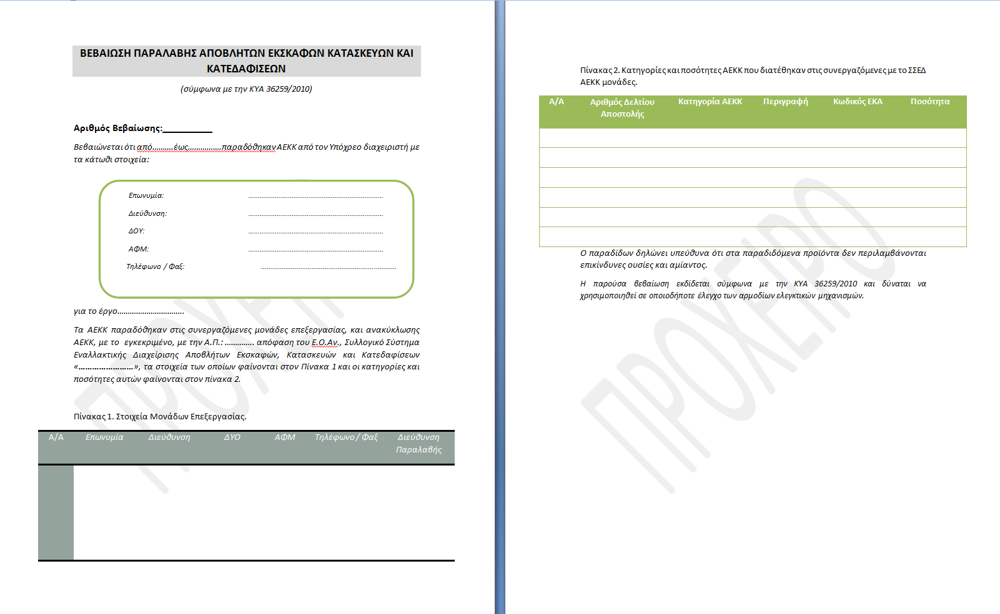 ΒΕΒΑΙΩΣΗ ΠΑΡΑΛΑΒΗΣ ΑΠΟΒΛΗΤΩΝ ΕΚΣΚΑΦΩΝ ΚΑΤΑΣΚΕΥΩΝ ΚΑΙ
ΚΑΤΕΔΑΦΙΣΕΩΝ
(σύμφωνα με την ΚΥΑ 36259/2010)
Αριθμός Βεβαίωσης:__________
Βεβαιώνεται ότι από..........έως................παραδόθηκαν ΑΕΚΚ από τον Υπόχρεο διαχειριστή με
τα κάτωθι στοιχεία:
Επωνυμία: ........................................................................
Διεύθυνση: ........................................................................
ΔΟΥ: ........................................................................
ΑΦΜ: ........................................................................
Τηλέφωνο / Φαξ: ........................................................................
για το έργο................................
Τα ΑΕΚΚ παραδόθηκαν στις συνεργαζόμενες μονάδες επεξεργασίας, και ανακύκλωσης
ΑΕΚΚ, με το εγκεκριμένο, με την Α.Π.: .............. απόφαση του Ε.Ο.Αν., Συλλογικό Σύστημα
Εναλλακτικής Διαχείρισης Αποβλήτων Εκσκαφών, Κατασκευών και Κατεδαφίσεων
«........................», τα στοιχεία των οποίων φαίνονται στον Πίνακα 1 και οι κατηγορίες και
ποσότητες αυτών φαίνονται στον πίνακα 2.
Πίνακας 1. Στοιχεία Μονάδων Επεξεργασίας.
Α/Α Επωνυμία Διεύθυνση ΔΥΟ ΑΦΜ Τηλέφωνο / Φαξ Διεύθυνση
Παραλαβής
ΠΡΟΧΕΙΡΟ
Πίνακας 2. Κατηγορίες και ποσότητες ΑΕΚΚ που διατέθηκαν στις συνεργαζόμενες με το ΣΣΕΔ
ΑΕΚΚ μονάδες.
Α/Α Αριθμός Δελτίου Κατηγορία ΑΕΚΚ Περιγραφή Κωδικός ΕΚΑ Ποσότητα
Αποστολής
Ο παραδίδων δηλώνει υπεύθυνα ότι στα παραδιδόμενα προϊόντα δεν περιλαμβάνονται
επικίνδυνες ουσίες και αμίαντος.
Η παρούσα βεβαίωση εκδίδεται σύμφωνα με την ΚΥΑ 36259/2010 και δύναται να
χρησιμοποιηθεί σε οποιοδήποτε έλεγχο των αρμοδίων ελεγκτικών μηχανισμών.
ΠΡΟΧΕΙΡΟ